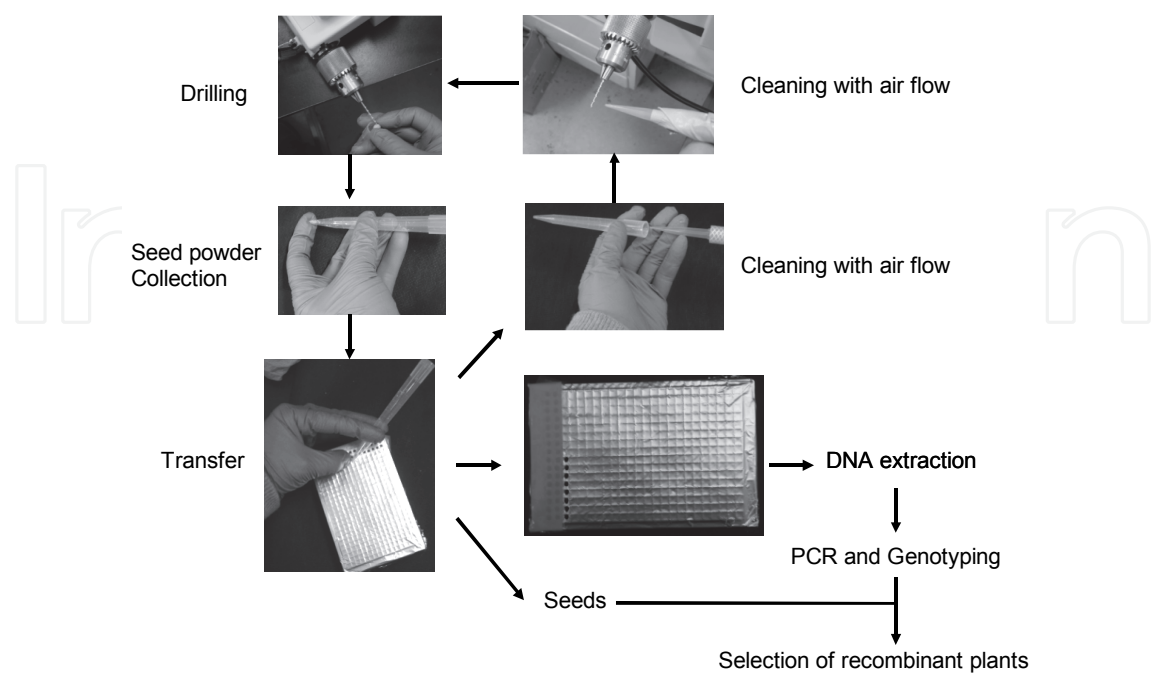 Drilling
Cleaning with air flow
Seed powder
Collection
Cleaning with air flow
Transfer
DNA extraction
PCR and Genotyping
Seeds
Selection of recombinant plants